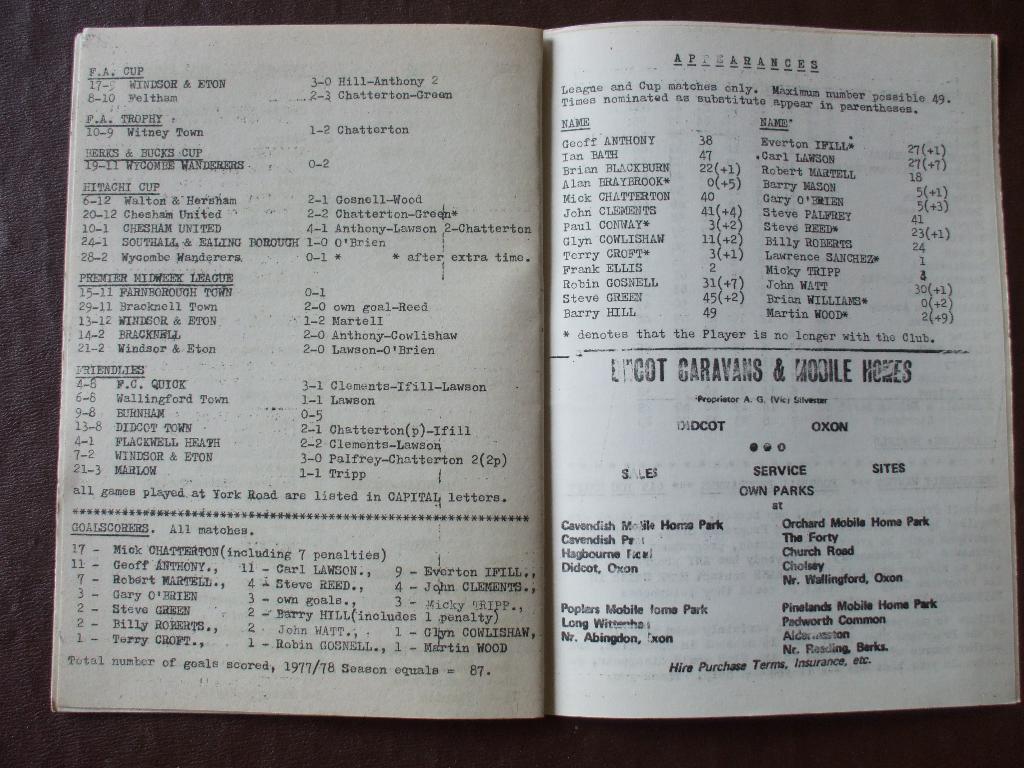 F.A. CUP
WINDSOR & ETON 3-0 Hill-Anthony 2
8-10 Feltham 2-3 Chatterton-Green
F.A. TROPHY
10-9 Witney Town 1-2 Chatterton
BERKS & BUCKS CUP
19-11 WYCOMBE WANDERERS 0-2
HITACHI CUP
6-12 Walton & Hersham 2-1 Gosnell-Wood
20-12 Chesham United 2-2 Chatterton-Green*
10-1 CHESHAM UNITED 4-1 Anthony-Lawson 2-Chatterton
24-1 SOUTHALL & EALING BOROUGH 1-0 O'Brien
28-2 Wycombe Wanderers 0-1 * * after extra time.
PREMIER MIDWEEK LEAGUE
15-11 FARNBOROUGH TOWN 0-1
29-11 Bracknell Town 2-0 own goal-Reed
13-12 WINDSOR & ETON 1-2 Martell
14-2 BRACKNELL 2-0 Anthony-Cowlishaw
21-2 Windsor & Eton 2-0 Lawson-O'Brien
FRIENDLIES
4-8 F.C. QUICK 3-1 Clements-Ifill-Lawson
6-8 Wallingford Town 1-1 Lawson
9-8 BURNHAM 0-5
13-8 DIDCOT TOWN 2-1 Chatterton(p)-Ifill
4-1 FLACKWELL HEATH 2-2 Clements-Lawson
7-2 WINDSOR & ETON 3-0 Palfrey-Chatterton 2(2p)
21-3 MARLOW 1-1 Tripp
all games played at York Road are listed in CAPITAL letters.
GOALSCORERS. All matches.
17 - Mick CHATTERTON(including 7 penalties)
11 - Geoff ANTHONY., 11 - Carl LAWSON., 9 - Everton IFILL.,
7 - Robert MARTELL., 4 - Steve REED., 4 - John CLEMENTS.,
3 - Gary O'BRIEN 3 - own goals., 3 - Micky TRIPP.,
2 - Steve GREEN 2 - Barry HILL(includes 1 penalty)
2 - Billy ROBERTS., 2 John WATT., 1 - Glyn COWLISHAW,
1 - Terry CROFT., 1 - Robin GOSNELL., 1 - Martin WOOD
Total number of goals scored, 1977/78 Season equals = 87.
APPEARANCES
League and Cup matches only. Maximum number possible 49.
Times nominated as substitute appear in parentheses.
NAME NAME
Geoff ANTHONY 38 Everton IFILL* 27(+1)
Ian BATH 47 Carl LAWSON 27(+7)
Brian BLACKBURN 22(+1) Robert MARTELL 18
Alan BRAYBROOK* 0(+5) Barry MASON 5(+1)
Mick CHATTERTON 40 Gary O'BRIEN 5(+3)
John CLEMENTS 41(+4) Steve PALFREY 41
Paul CONWAY* 3(+2) Steve REED* 23(+1)
Glyn COWLISHAW 11(+2) Billy ROBERTS 24
Terry CROFT* 3(+1) Lawrence SANCHEZ* 1
Frank ELLIS 2 Micky TRIPP
Robin GOSNELL 31(+7) John WATT 30(+1)
Steve GREEN 45(+2) Brian WILLIAMS* 0(+2)
Barry HILL 49 Martin WOOD* 2(+9)
* denotes that the Player is no longer with the Club.
DIDCOT CARAVANS & MOBILE HOMES
Proprietor A. G. (Vic) Silvester
DIDCOT OXON
SALES SERVICE SITES
OWN PARKS
at
Cavendish Mobile Home Park Orchard Mobile Home Park
Cavendish The Forty
Hagbourne Church Road
Didcot, Oxon Cholsey
Nr. Wallingford, Oxon
Poplars Mobile Home Park Pinelands Mobile Home Park
Long Wittenham Padworth Common
Nr. Abingdon, Oxon Aldermaston
Nr. Reading, Berks.
Hire Purchase Terms, Insurance, etc.